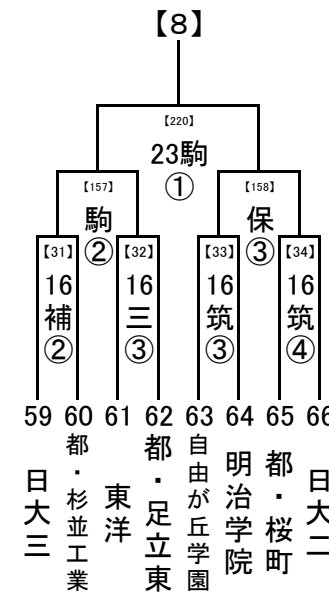 【8】
【220】
23駒
①
【157】
駒
②
【158】
保
③
【31】
16
補
②
【32】
16
三
③
【33】
16
筑
③
【34】
16
筑
④
59 60 61 62 63 64 65 66
日大三
都・杉並工業
東洋
都・足立東
自由が丘学園
明治学院
都・桜町
日大二